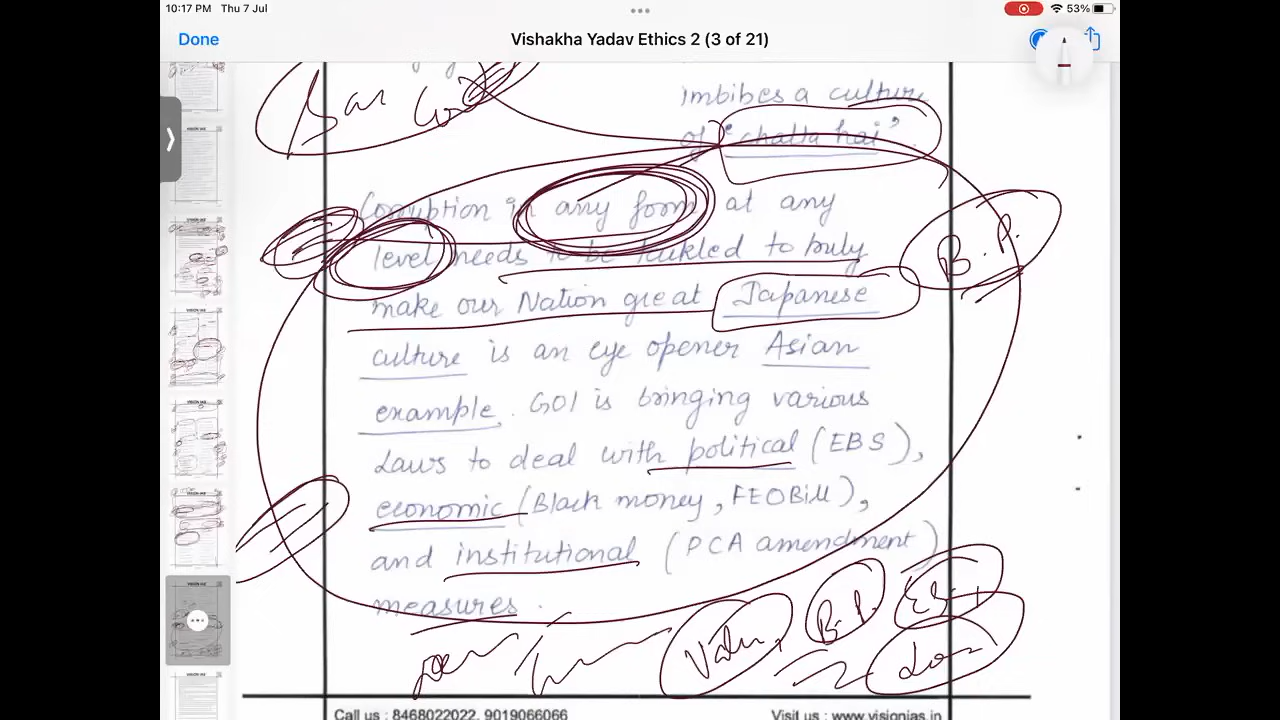 10:17 PM Thu 7 Jul
53%
Done
Vishakha Yadav Ethics 2 (3 of 21)
imbibes a culture
of "chalta hai".
Corruption in any form at any
level needs to be tackled to truly
make our Nation great Japanese
culture is an eye opener Asian
example. GOI is bringing various
Laws to deal with political (EBS),
economic (Black money, FEOBill),
and institutional (PCA amendment)
measures.
B.P.
B.P.
Call us : 8468022022, 9019066066
Visit us : www.visionias.in